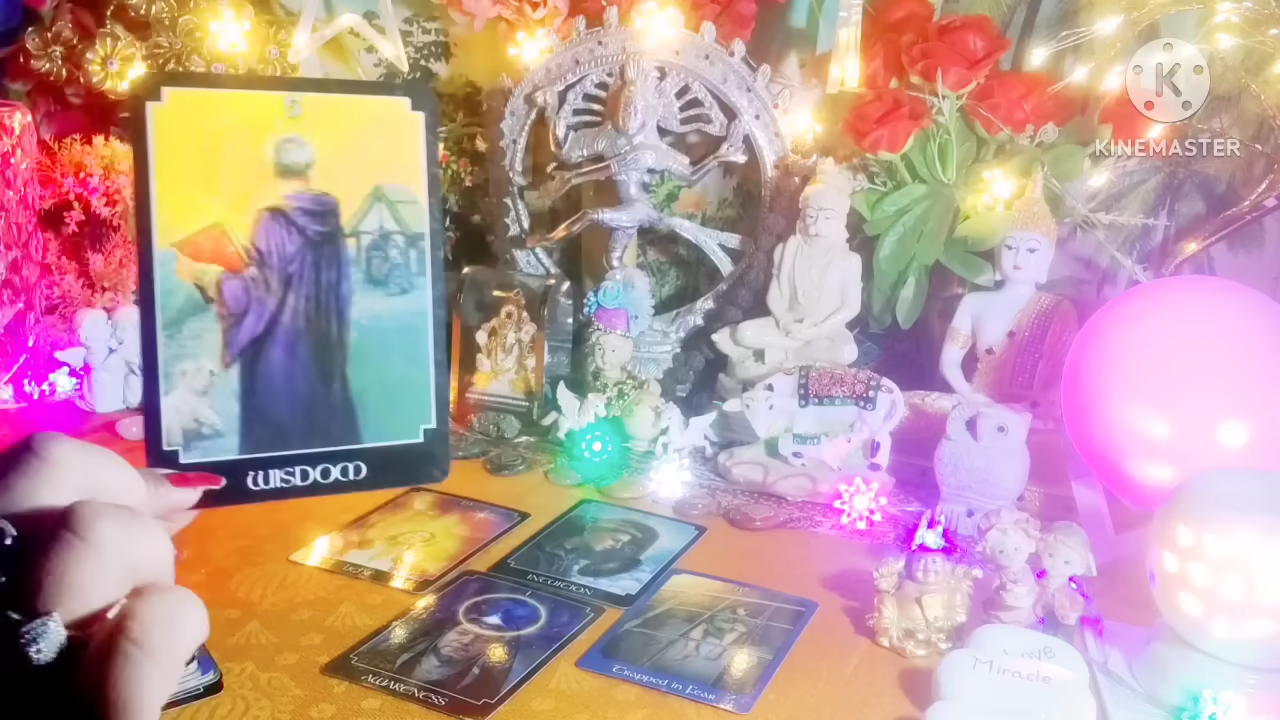 K
KINEMASTER
WISDOM
INTUITION
AWARENESS
Trapped in Fear
Miracle